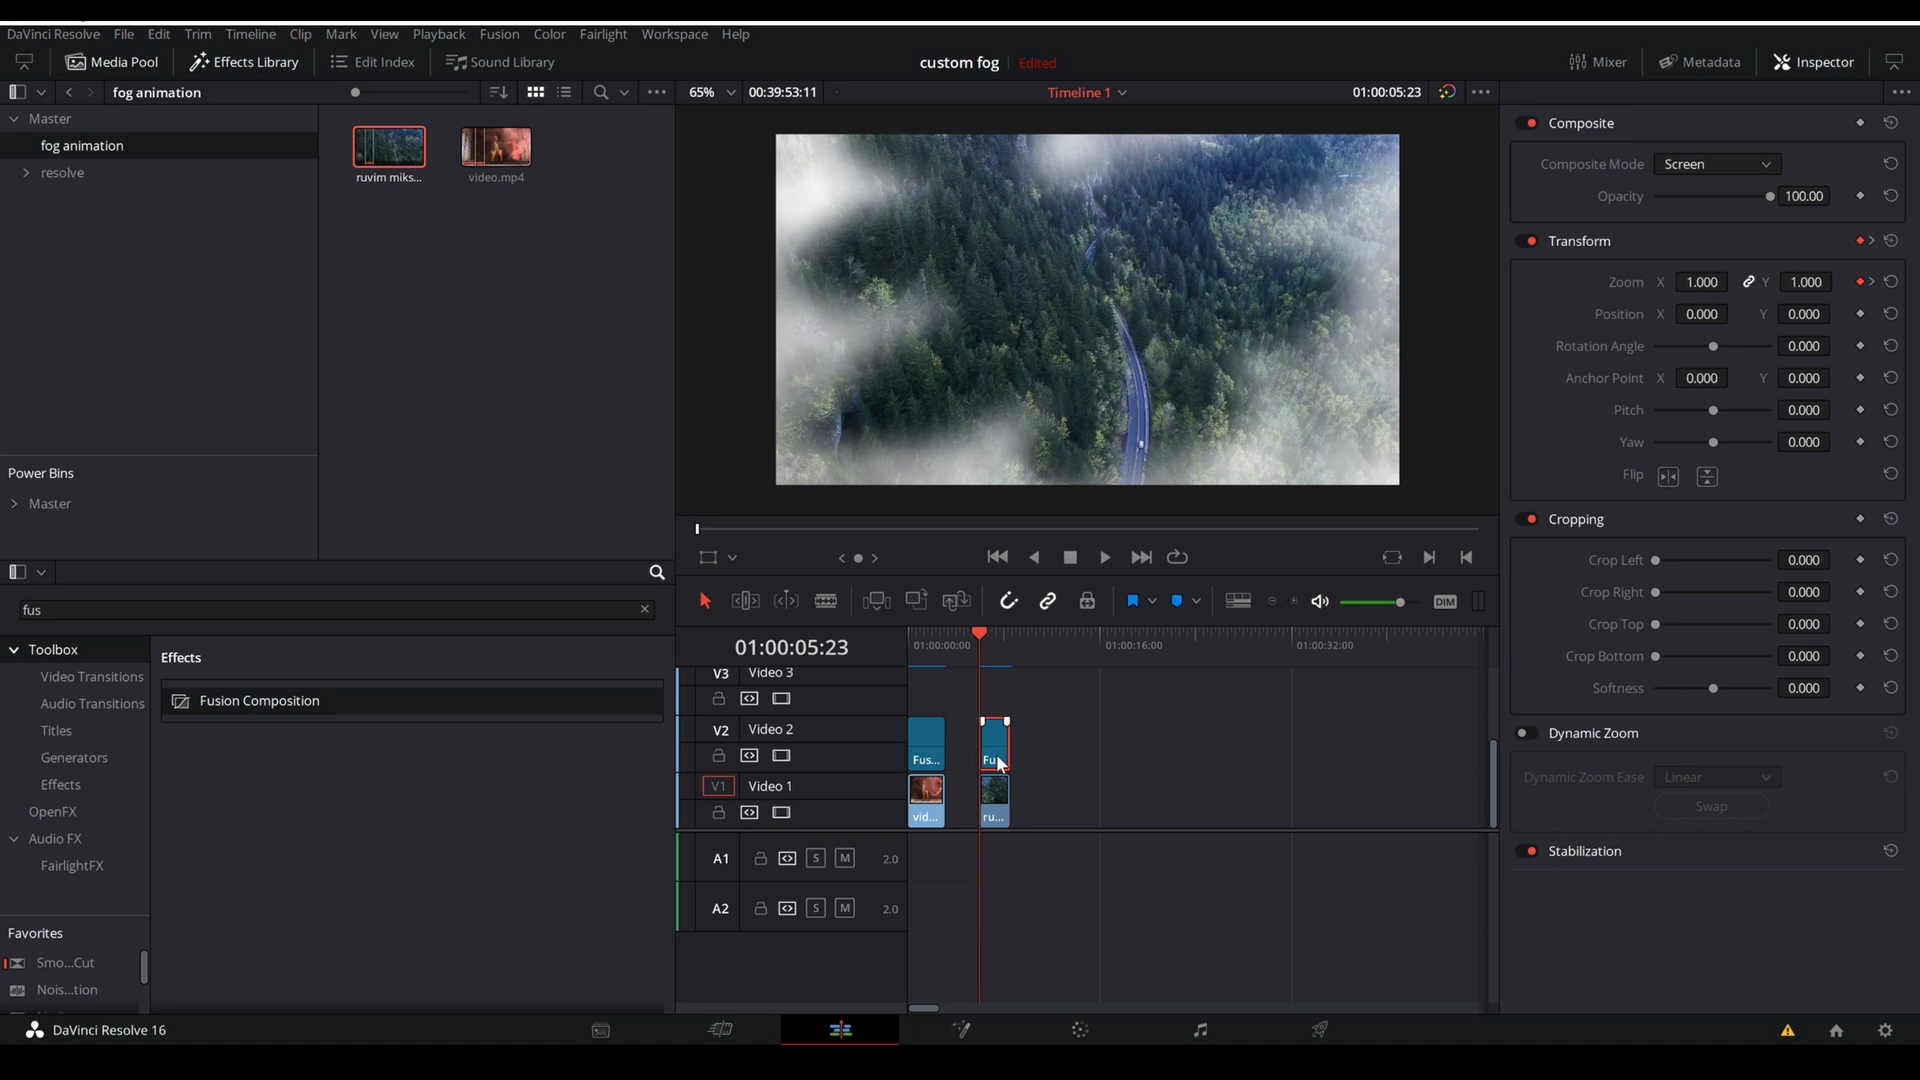 DaVinci Resolve File Edit Trim Timeline Clip Mark View Playback Fusion Color Fairlight Workspace Help
Media Pool Effects Library Edit Index Sound Library custom fog Edited Mixer Metadata Inspector
fog animation 65% 00:39:53:11 Timeline 1 01:00:05:23
Master
fog animation
resolve
ruvim miks...
video.mp4
Power Bins
Master
fus
Toolbox
Video Transitions
Audio Transitions
Titles
Generators
Effects
OpenFX
Audio FX
FairlightFX
Favorites
Smo...Cut
Nois...tion
Effects
Fusion Composition
DIM
01:00:05:23 01:00:00:00 01:00:16:00 01:00:32:00
V3 Video 3
V2 Video 2
Fus...
V1 Video 1
vid... ru...
A1 S M 2.0
A2 S M 2.0
Composite
Composite Mode Screen
Opacity 100.00
Transform
Zoom X 1.000 Y 1.000
Position X 0.000 Y 0.000
Rotation Angle 0.000
Anchor Point X 0.000 Y 0.000
Pitch 0.000
Yaw 0.000
Flip
Cropping
Crop Left 0.000
Crop Right 0.000
Crop Top 0.000
Crop Bottom 0.000
Softness 0.000
Dynamic Zoom
Dynamic Zoom Ease Linear
Swap
Stabilization
DaVinci Resolve 16